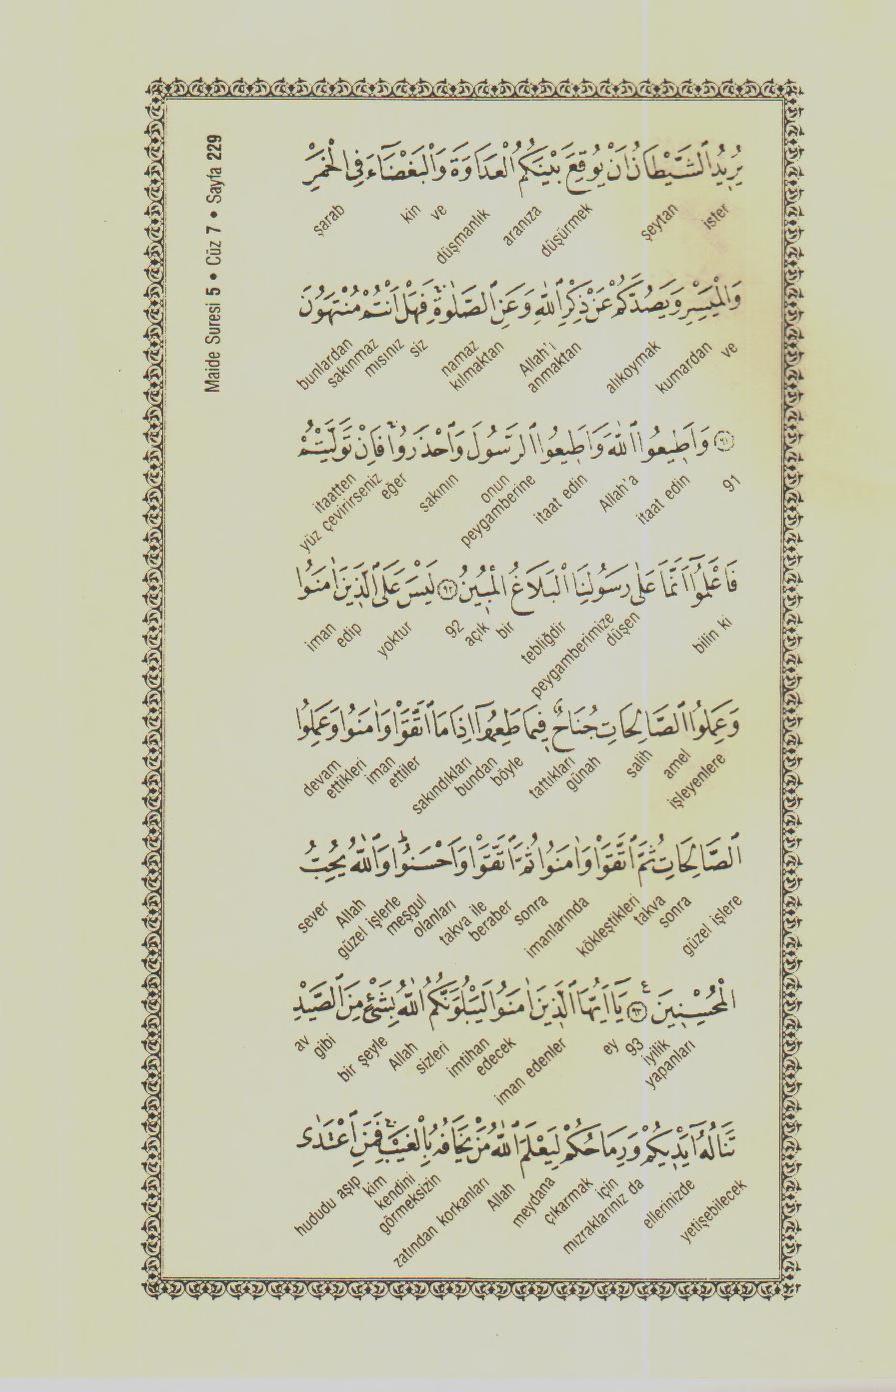 Maide Suresi 5 • Cüz 7 • Sayfa 229
يُرِيدُ الشَّيْطَانُ اَنْ يُوقِعَ بَيْنَكُمُ الْعَدَاوَةَ وَالْبَغْضَاءَ فِي الْخَمْرِ
ister şeytan düşürmek aranıza düşmanlık ve kin şarab
وَالْمَيْسِرِ وَيَصُدَّكُمْ عَنْ ذِكْرِ اللّٰهِ وَعَنِ الصَّلٰوةِۚ فَهَلْ اَنْتُمْ مُنْتَهُونَ
ve kumardan alıkoymak Allah'ı anmaktan namaz kılmaktan siz mısınız sakınmaz bunlardan
﴿٩١﴾ وَاَطِيعُوا اللّٰهَ وَاَطِيعُوا الرَّسُولَ وَاحْذَرُواۚ فَاِنْ تَوَلَّيْتُمْ
91 itaat edin Allah'a itaat edin onun peygamberine sakının eğer itaatten yüz çevirirseniz
فَاعْلَمُٓوا اَنَّمَا عَلٰى رَسُولِنَا الْبَلَاغُ الْمُبِينُ ﴿٩٢﴾ لَيْسَ عَلَى الَّذِينَ اٰمَنُوا
bilin ki peygamberimize düşen tebliğdir bir açık 92 yoktur edip iman
وَعَمِلُوا الصَّالِحَاتِ جُنَاحٌ فِيمَا طَعِمُٓوا اِذَا مَا اتَّقَوْا وَاٰمَنُوا وَعَمِلُوا
amel işleyenlere salih günah tattıkları böyle bundan sakındıkları iman ettiler devam ettikleri
الصَّالِحَاتِ ثُمَّ اتَّقَوْا وَاٰمَنُوا ثُمَّ اتَّقَوْا وَاَحْسَنُواۜ وَاللّٰهُ يُحِبُّ
güzel işlere sonra takva kökleştikleri imanlarında sonra takva ile beraber güzel işlerle meşgul olanları Allah sever
الْمُحْسِنِينَ ﴿٩٣﴾ يَٓا اَيُّهَا الَّذِينَ اٰمَنُوا لَيَبْلُوَنَّكُمُ اللّٰهُ بِشَيْءٍ مِنَ الصَّيْدِ
iyilik yapanları 93 ey iman edenler imtihan edecek sizleri Allah bir şeyle gibi av
تَنَالُهُٓ اَيْدِيكُمْ وَرِمَاحُكُمْ لِيَعْلَمَ اللّٰهُ مَنْ يَخَافُهُ بِالْغَيْبِۚ فَمَنِ اعْتَدٰى
yetişebilecek ellerinizde mızraklarınız da için çıkarmak meydana Allah zatından korkanları kendini görmeksizin kim hududu aşıp